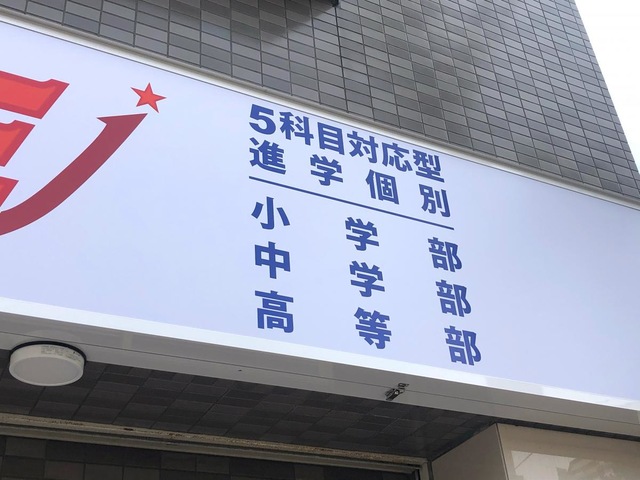 5科目対応型
進学個別
小学部
中学部
高等部